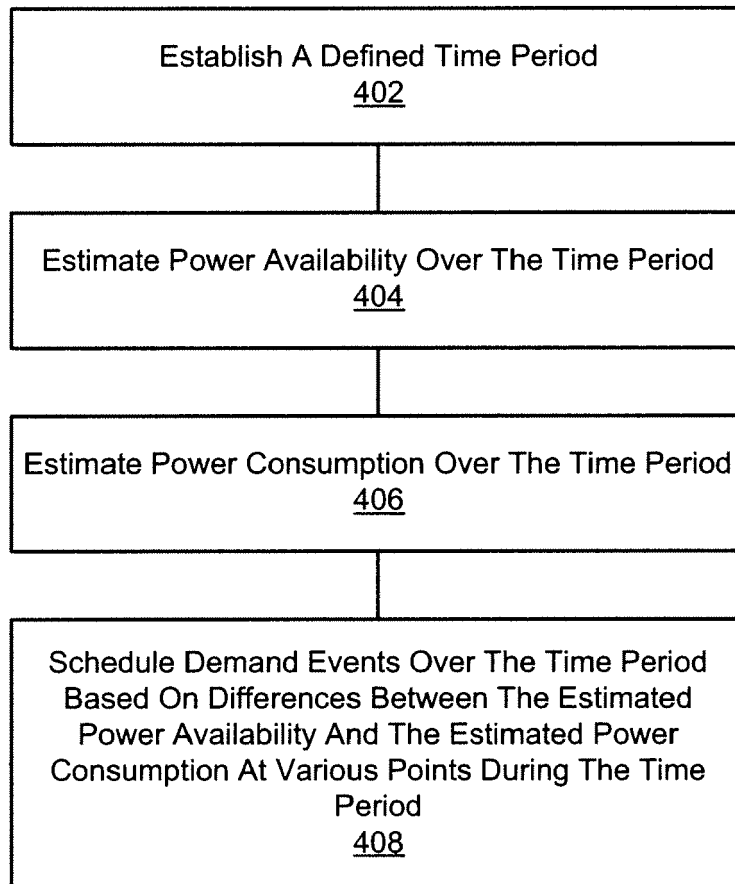 Establish A Defined Time Period
402
Estimate Power Availability Over The Time Period
404
Estimate Power Consumption Over The Time Period
406
Schedule Demand Events Over The Time Period
Based On Differences Between The Estimated
Power Availability And The Estimated Power
Consumption At Various Points During The Time
Period
408